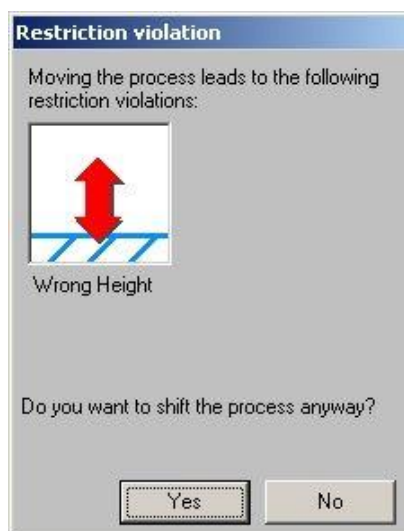 Restriction violation
Moving the process leads to the following
restriction violations:
Wrong Height
Do you want to shift the process anyway?
Yes
No